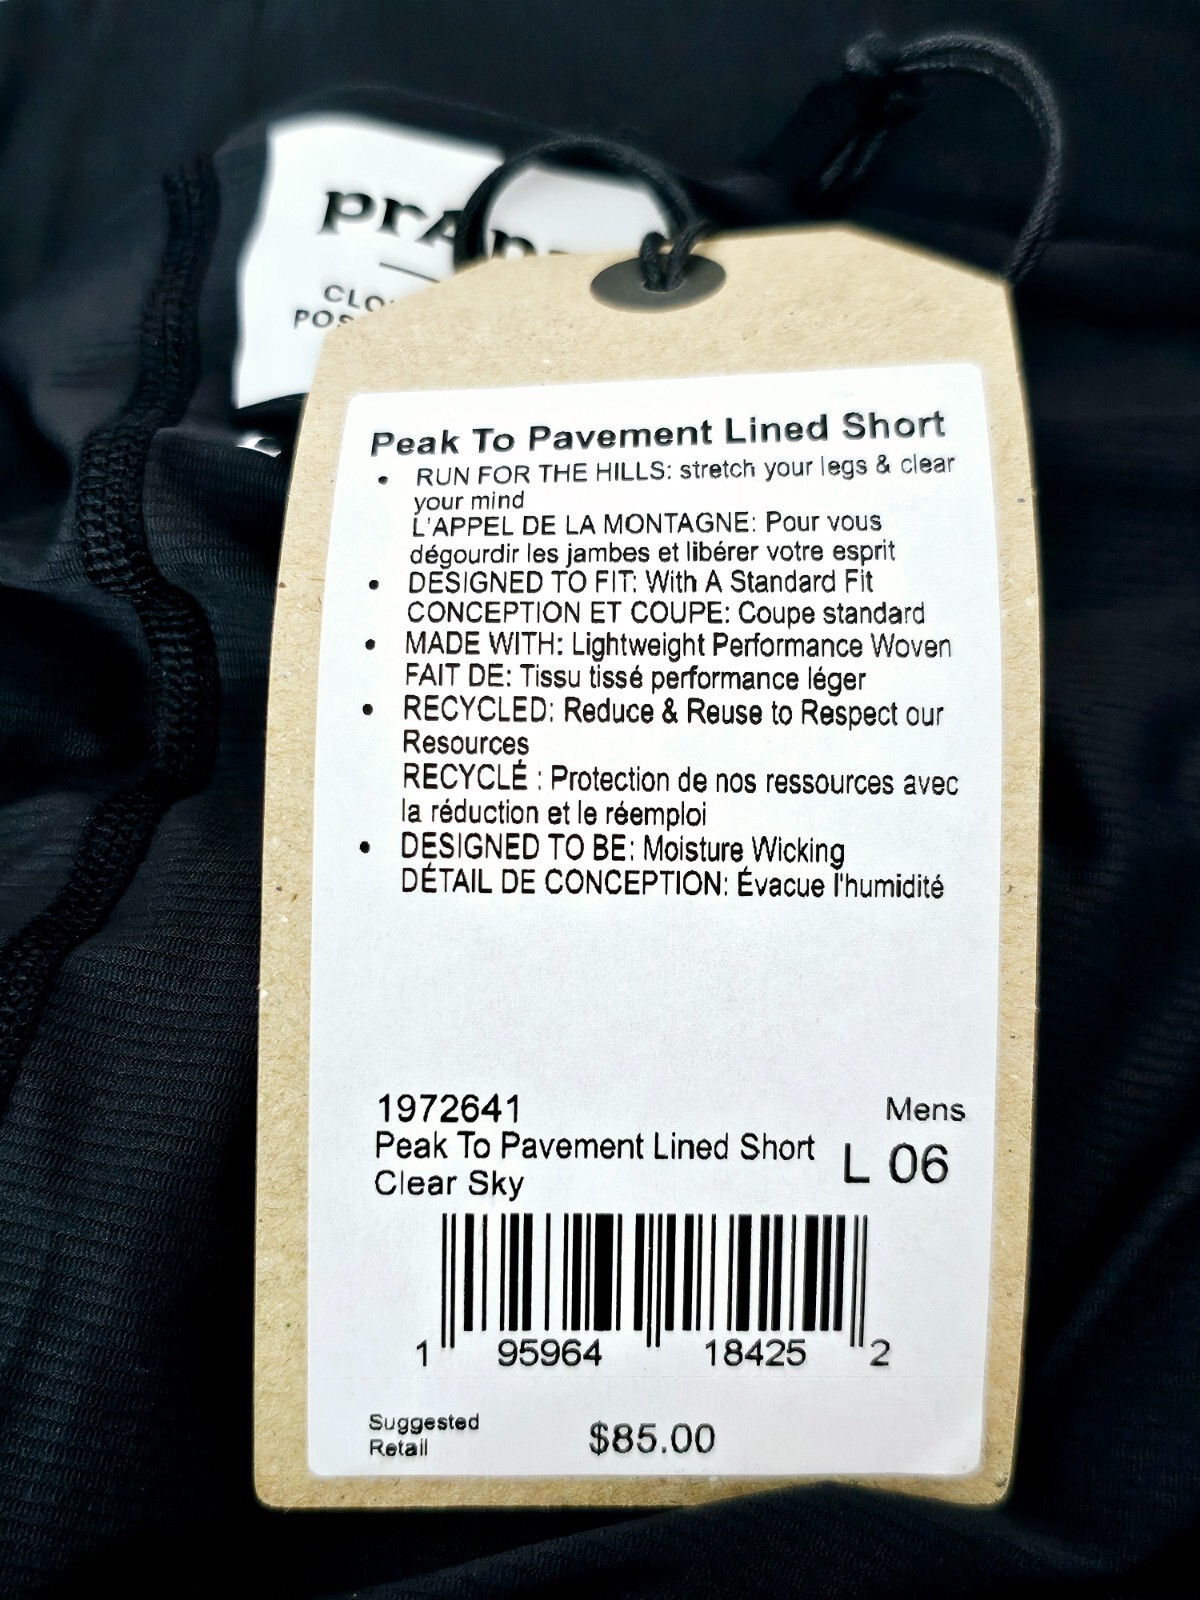 prAna
CLO
POS
Peak To Pavement Lined Short
• RUN FOR THE HILLS: stretch your legs & clear
your mind
L'APPEL DE LA MONTAGNE: Pour vous
dégourdir les jambes et libérer votre esprit
• DESIGNED TO FIT: With A Standard Fit
CONCEPTION ET COUPE: Coupe standard
• MADE WITH: Lightweight Performance Woven
FAIT DE: Tissu tissé performance léger
• RECYCLED: Reduce & Reuse to Respect our
Resources
RECYCLÉ : Protection de nos ressources avec
la réduction et le réemploi
• DESIGNED TO BE: Moisture Wicking
DÉTAIL DE CONCEPTION: Évacue l'humidité
1972641 Mens
Peak To Pavement Lined Short L 06
Clear Sky
1 95964 18425 2
Suggested
Retail $85.00